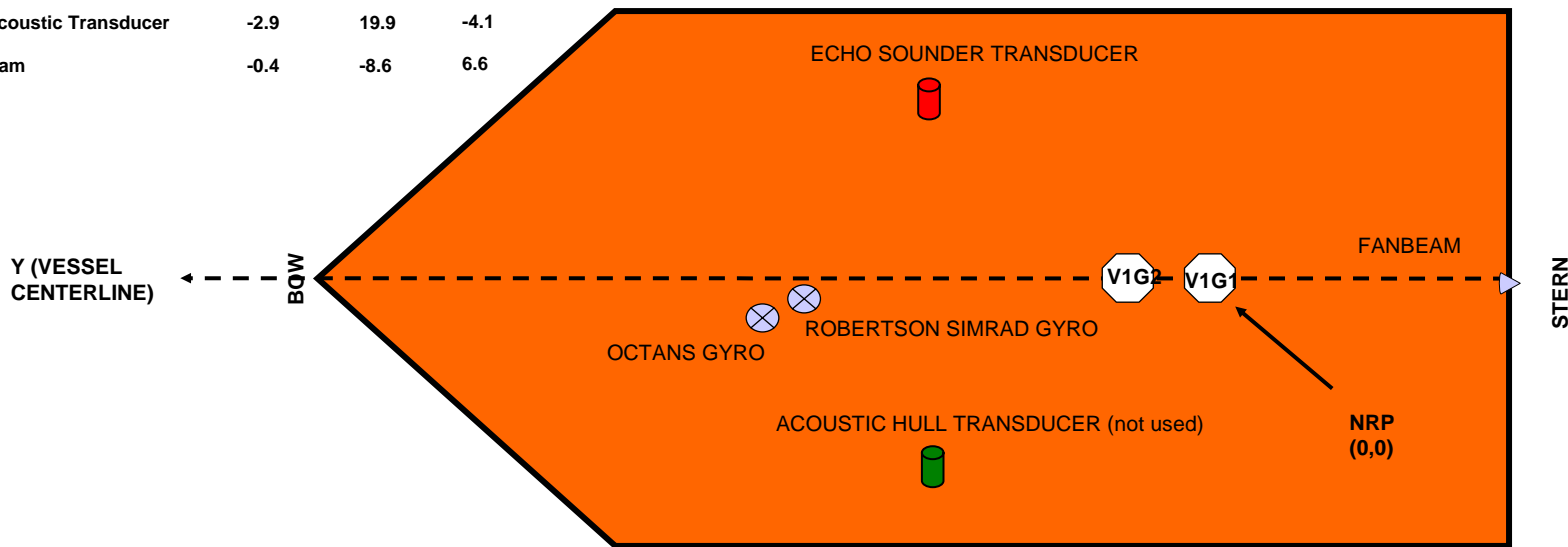 coustic Transducer -2.9 19.9 -4.1
am -0.4 -8.6 6.6
ECHO SOUNDER TRANSDUCER
FANBEAM
Y (VESSEL
CENTERLINE)
BOW
V1G2
V1G1
STERN
ROBERTSON SIMRAD GYRO
OCTANS GYRO
ACOUSTIC HULL TRANSDUCER (not used)
NRP
(0,0)